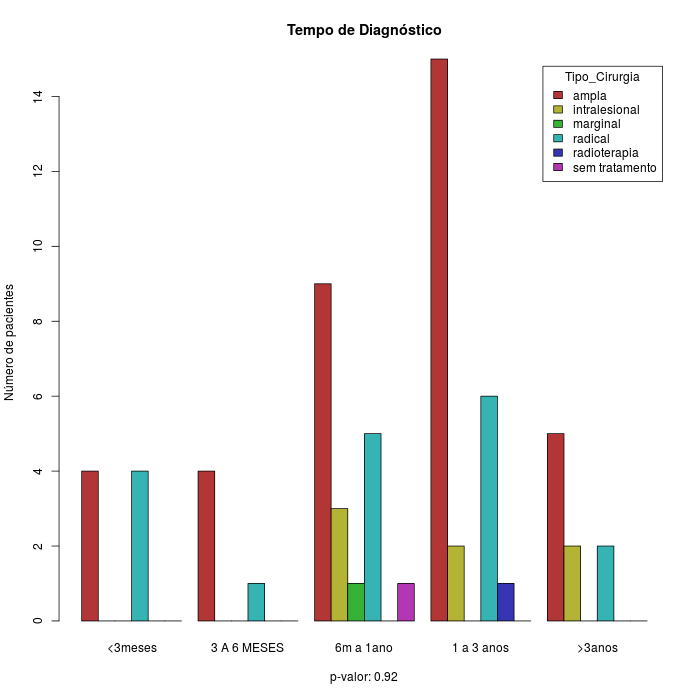 Tempo de Diagnóstico
Tipo_Cirurgia
ampla
intralesional
marginal
radical
radioterapia
sem tratamento
Número de pacientes
14
12
10
8
6
4
2
0
<3meses
3 A 6 MESES
6m a 1ano
1 a 3 anos
>3anos
p-valor: 0.92